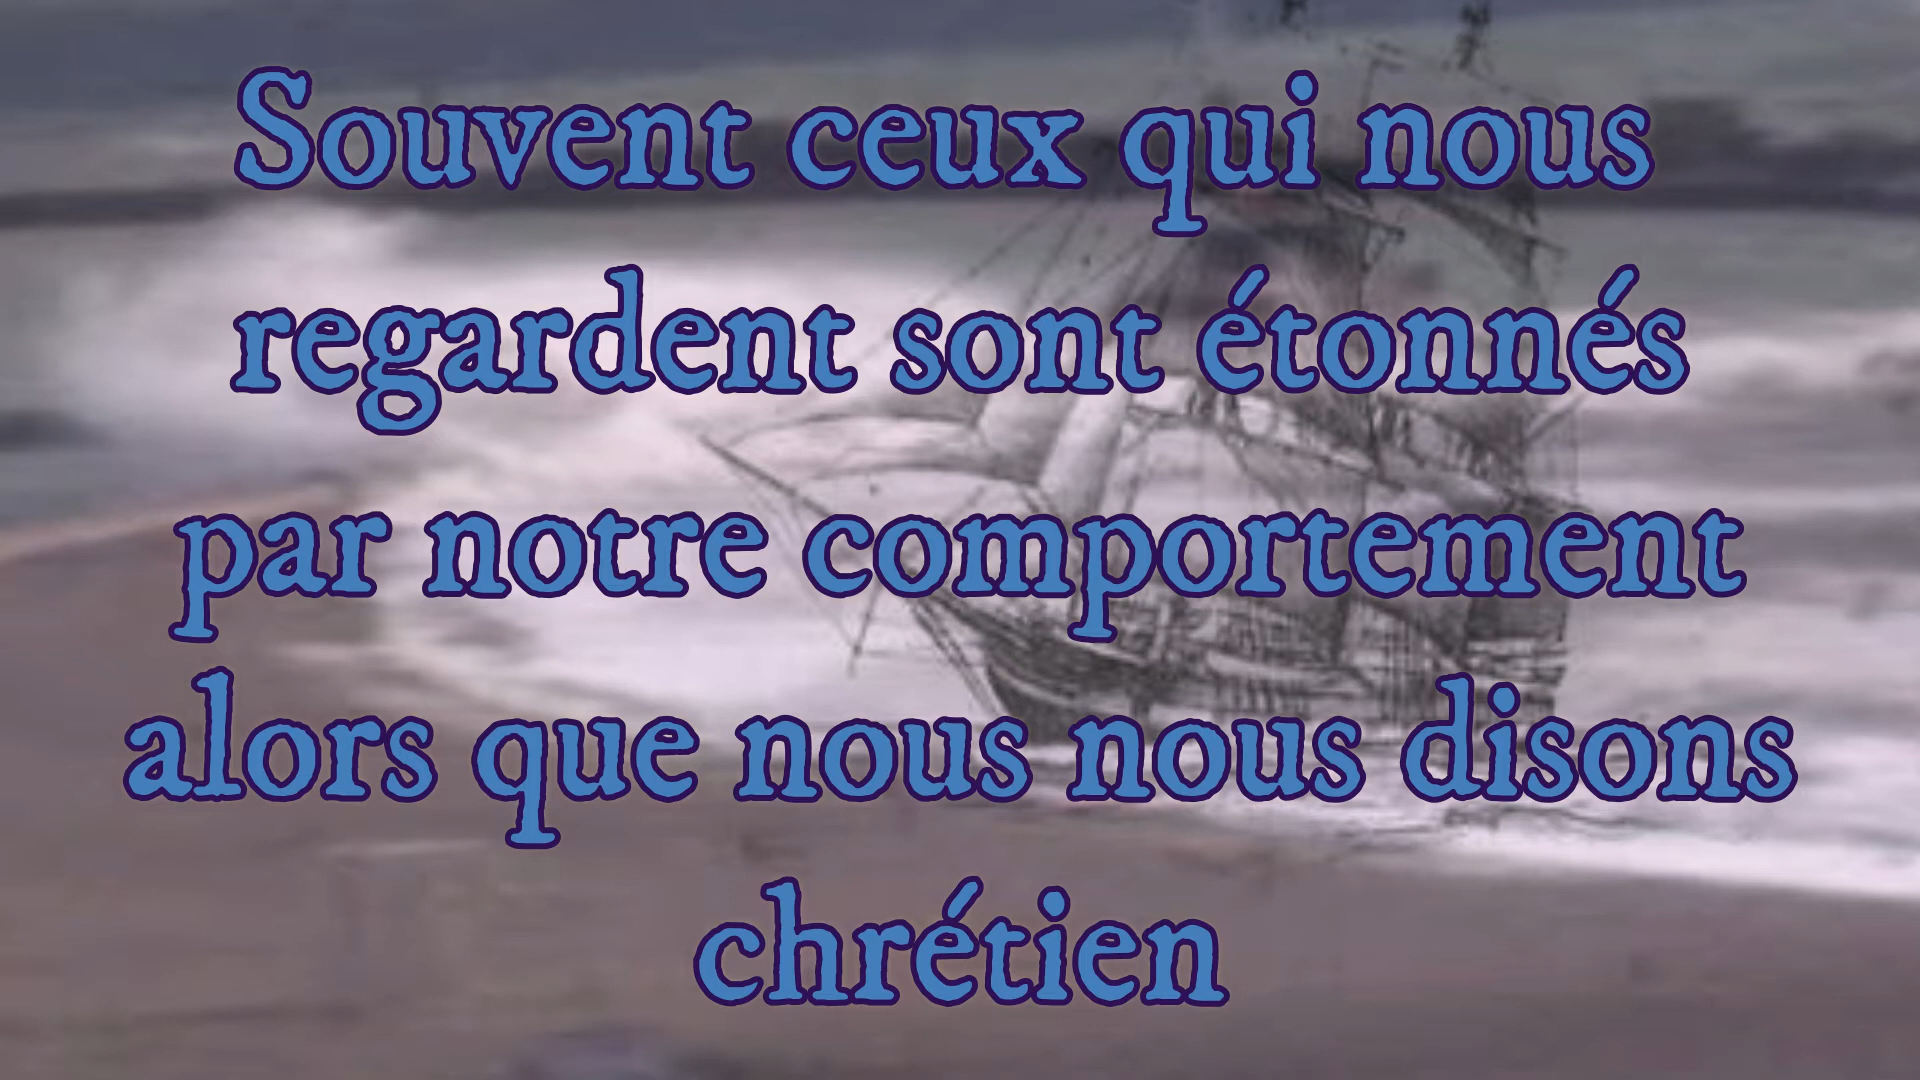 Souvent ceux qui nous
regardent sont étonnés
par notre comportement
alors que nous nous disons
chrétien